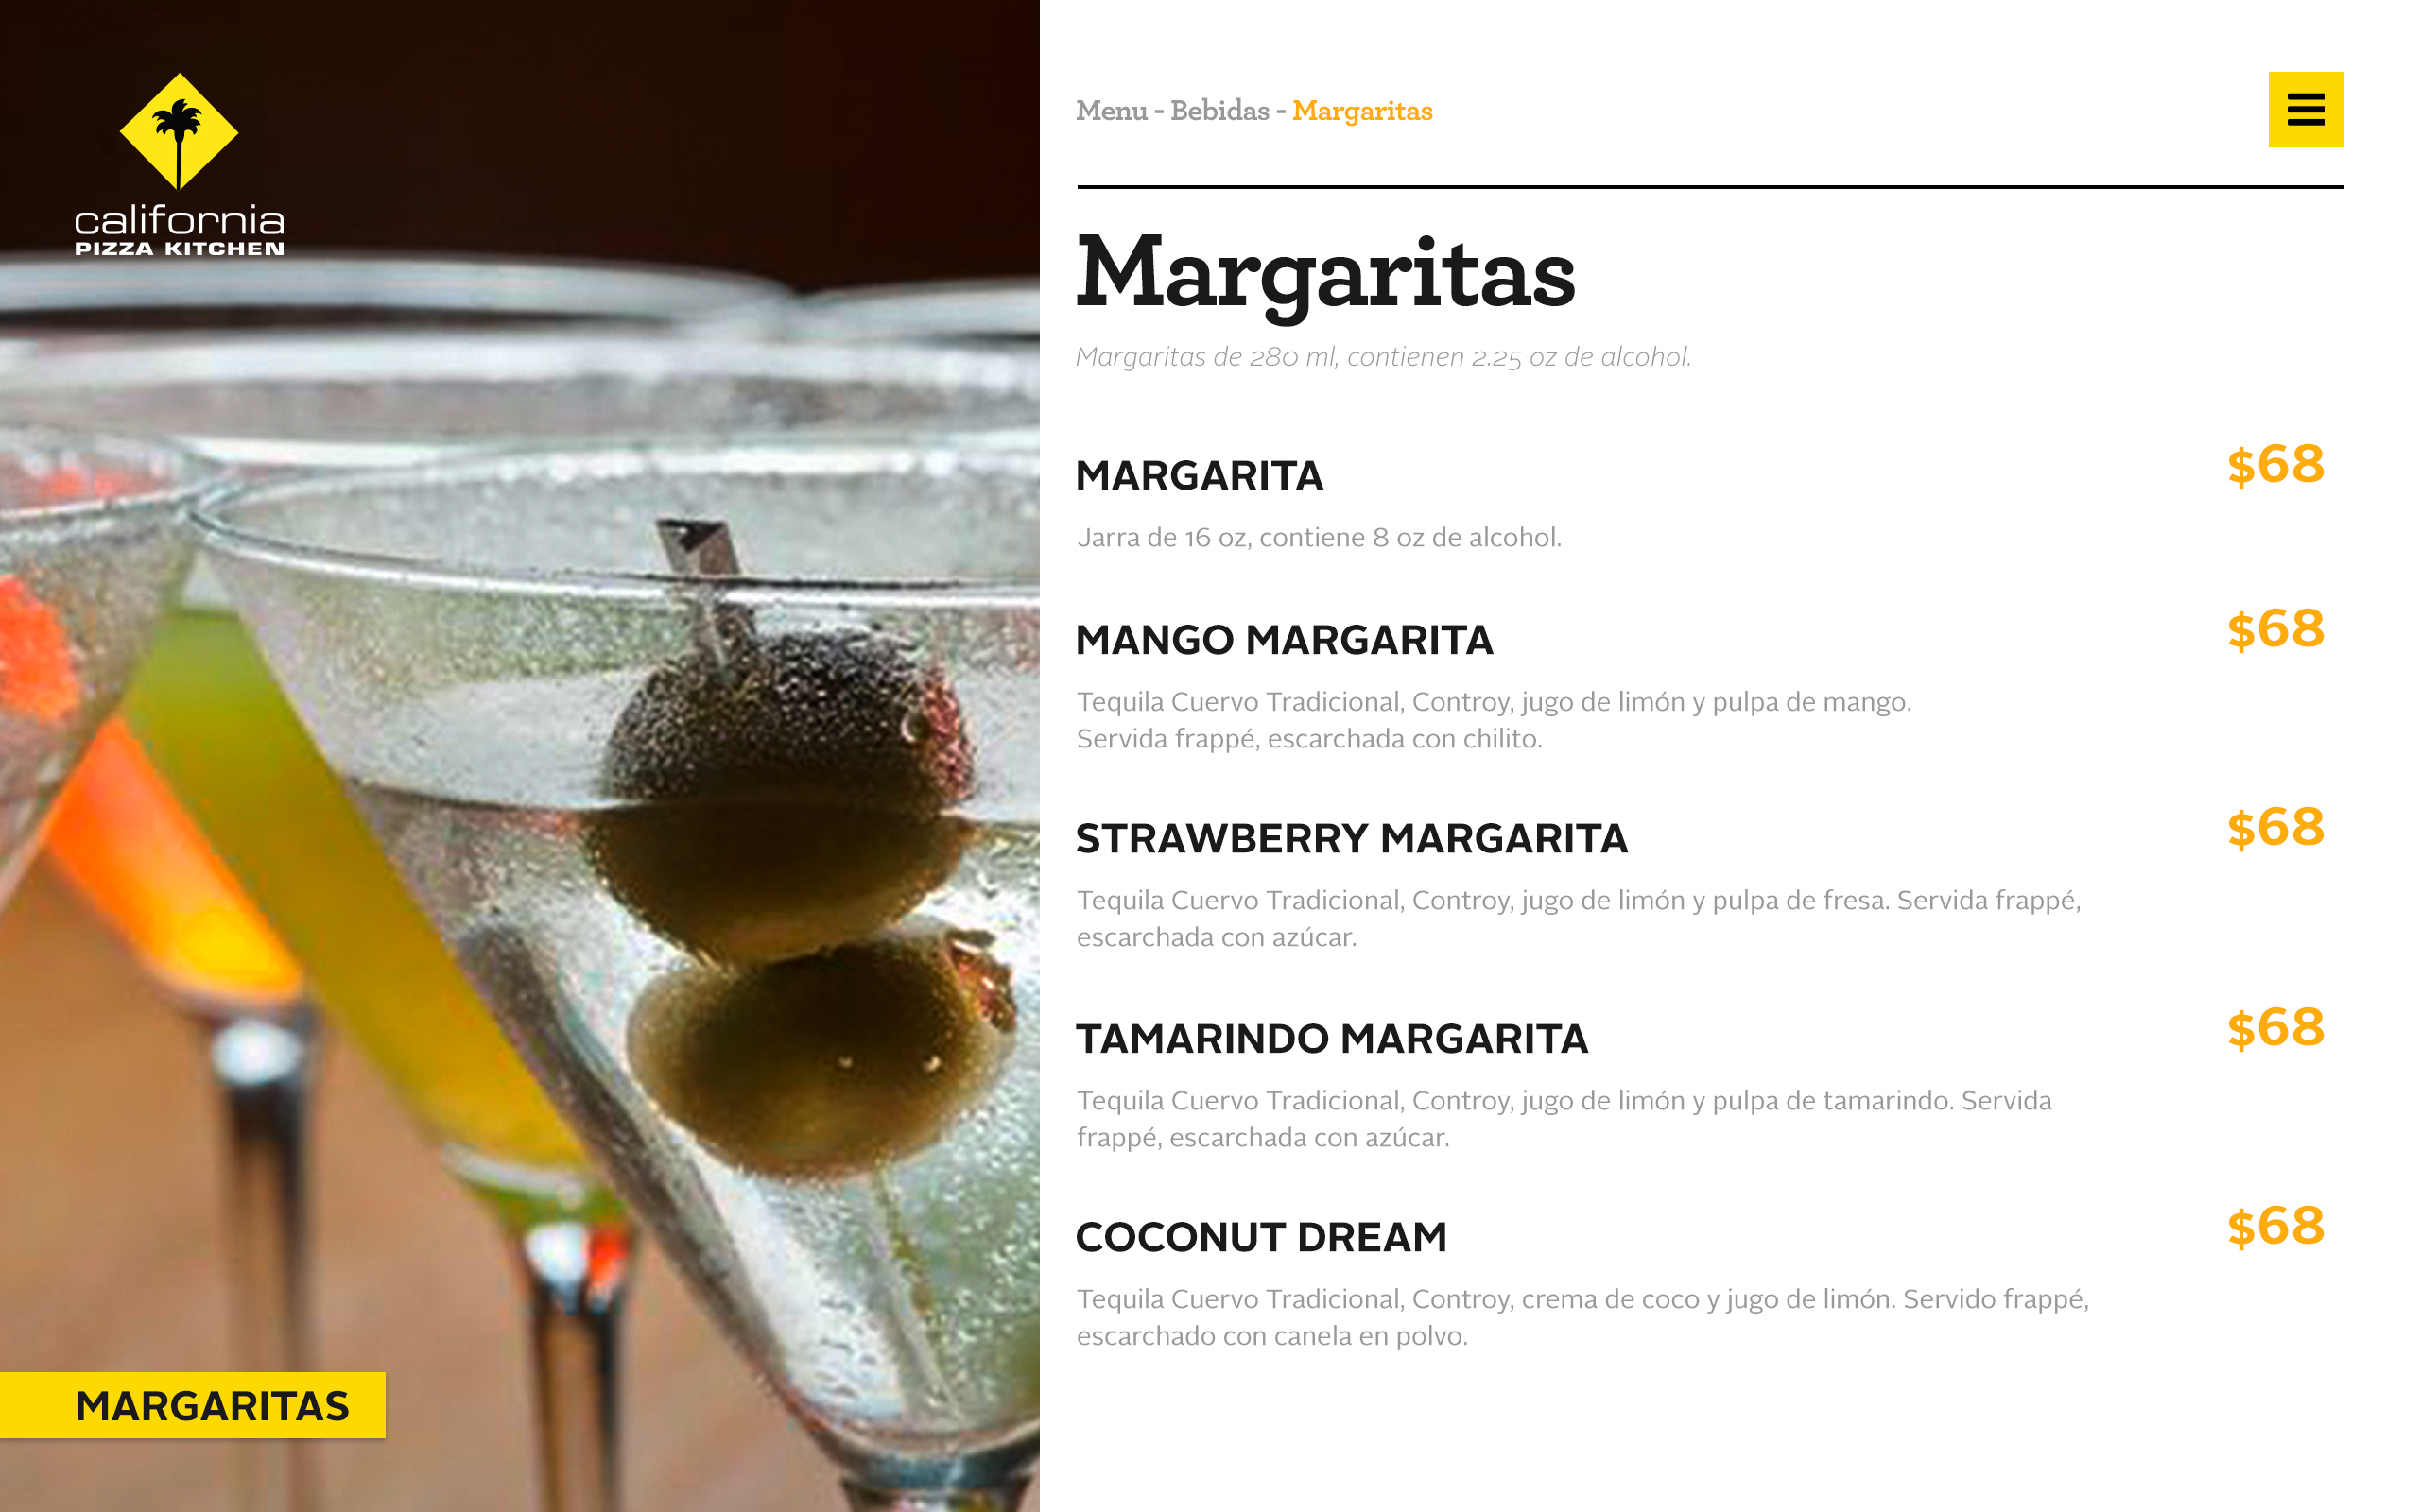 california
PIZZA KITCHEN
MARGARITAS
Menu - Bebidas - Margaritas
Margaritas
Margaritas de 280 ml, contienen 2.25 oz de alcohol.
MARGARITA
$68
Jarra de 16 oz, contiene 8 oz de alcohol.
MANGO MARGARITA
$68
Tequila Cuervo Tradicional, Controy, jugo de limón y pulpa de mango.
Servida frappé, escarchada con chilito.
STRAWBERRY MARGARITA
$68
Tequila Cuervo Tradicional, Controy, jugo de limón y pulpa de fresa. Servida frappé,
escarchada con azúcar.
TAMARINDO MARGARITA
$68
Tequila Cuervo Tradicional, Controy, jugo de limón y pulpa de tamarindo. Servida
frappé, escarchada con azúcar.
COCONUT DREAM
$68
Tequila Cuervo Tradicional, Controy, crema de coco y jugo de limón. Servido frappé,
escarchado con canela en polvo.